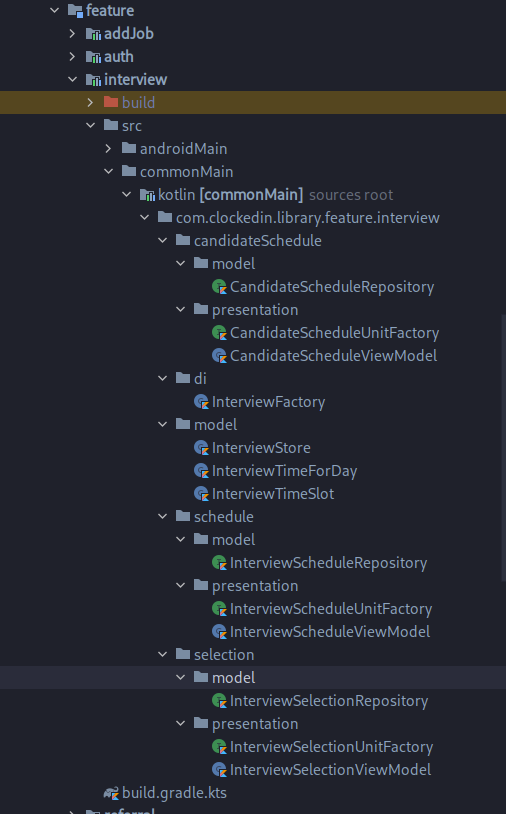 feature
addJob
auth
interview
build
src
androidMain
commonMain
kotlin [commonMain] sources root
com.clockedin.library.feature.interview
candidateSchedule
model
CandidateScheduleRepository
presentation
CandidateScheduleUnitFactory
CandidateScheduleViewModel
di
InterviewFactory
model
InterviewStore
InterviewTimeForDay
InterviewTimeSlot
schedule
model
InterviewScheduleRepository
presentation
InterviewScheduleUnitFactory
InterviewScheduleViewModel
selection
model
InterviewSelectionRepository
presentation
InterviewSelectionUnitFactory
InterviewSelectionViewModel
build.gradle.kts